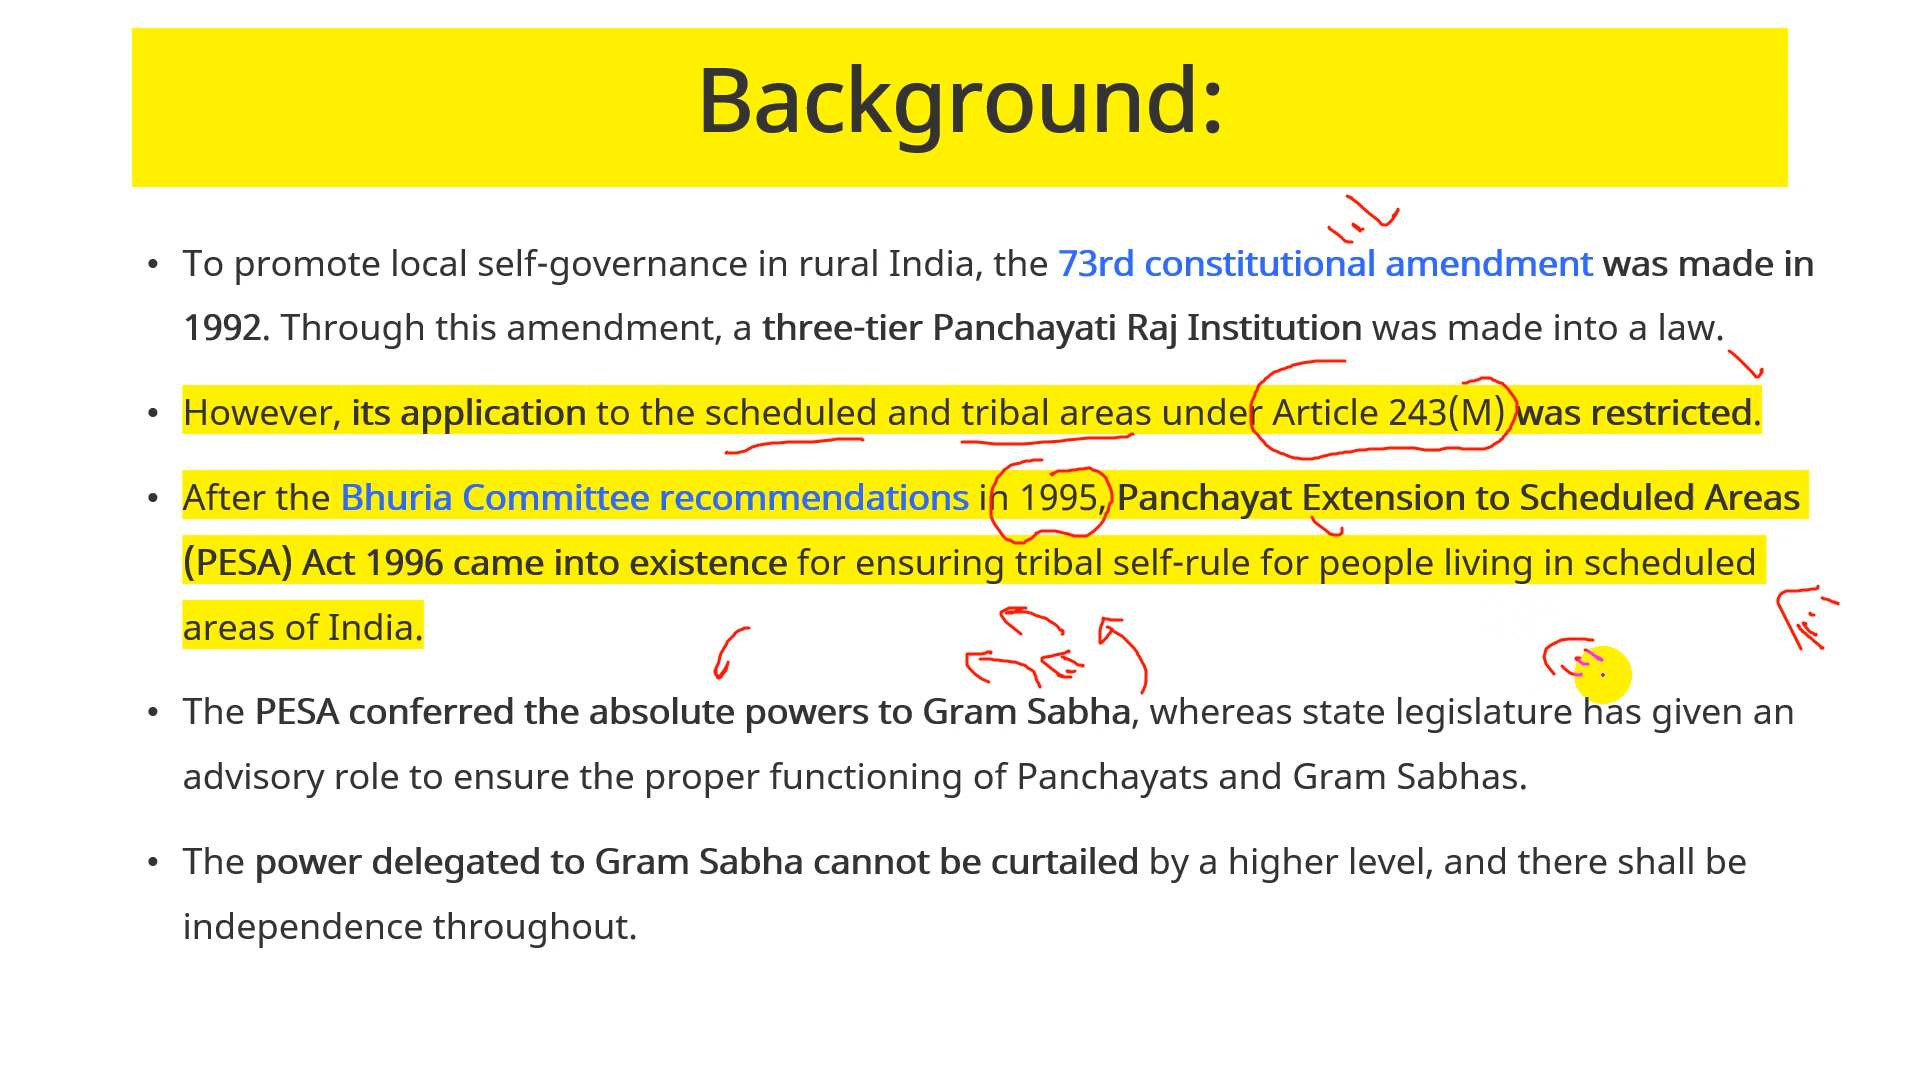 Background:
• To promote local self-governance in rural India, the 73rd constitutional amendment was made in
1992. Through this amendment, a three-tier Panchayati Raj Institution was made into a law.
• However, its application to the scheduled and tribal areas under Article 243(M) was restricted.
• After the Bhuria Committee recommendations in 1995, Panchayat Extension to Scheduled Areas
(PESA) Act 1996 came into existence for ensuring tribal self-rule for people living in scheduled
areas of India.
• The PESA conferred the absolute powers to Gram Sabha, whereas state legislature has given an
advisory role to ensure the proper functioning of Panchayats and Gram Sabhas.
• The power delegated to Gram Sabha cannot be curtailed by a higher level, and there shall be
independence throughout.